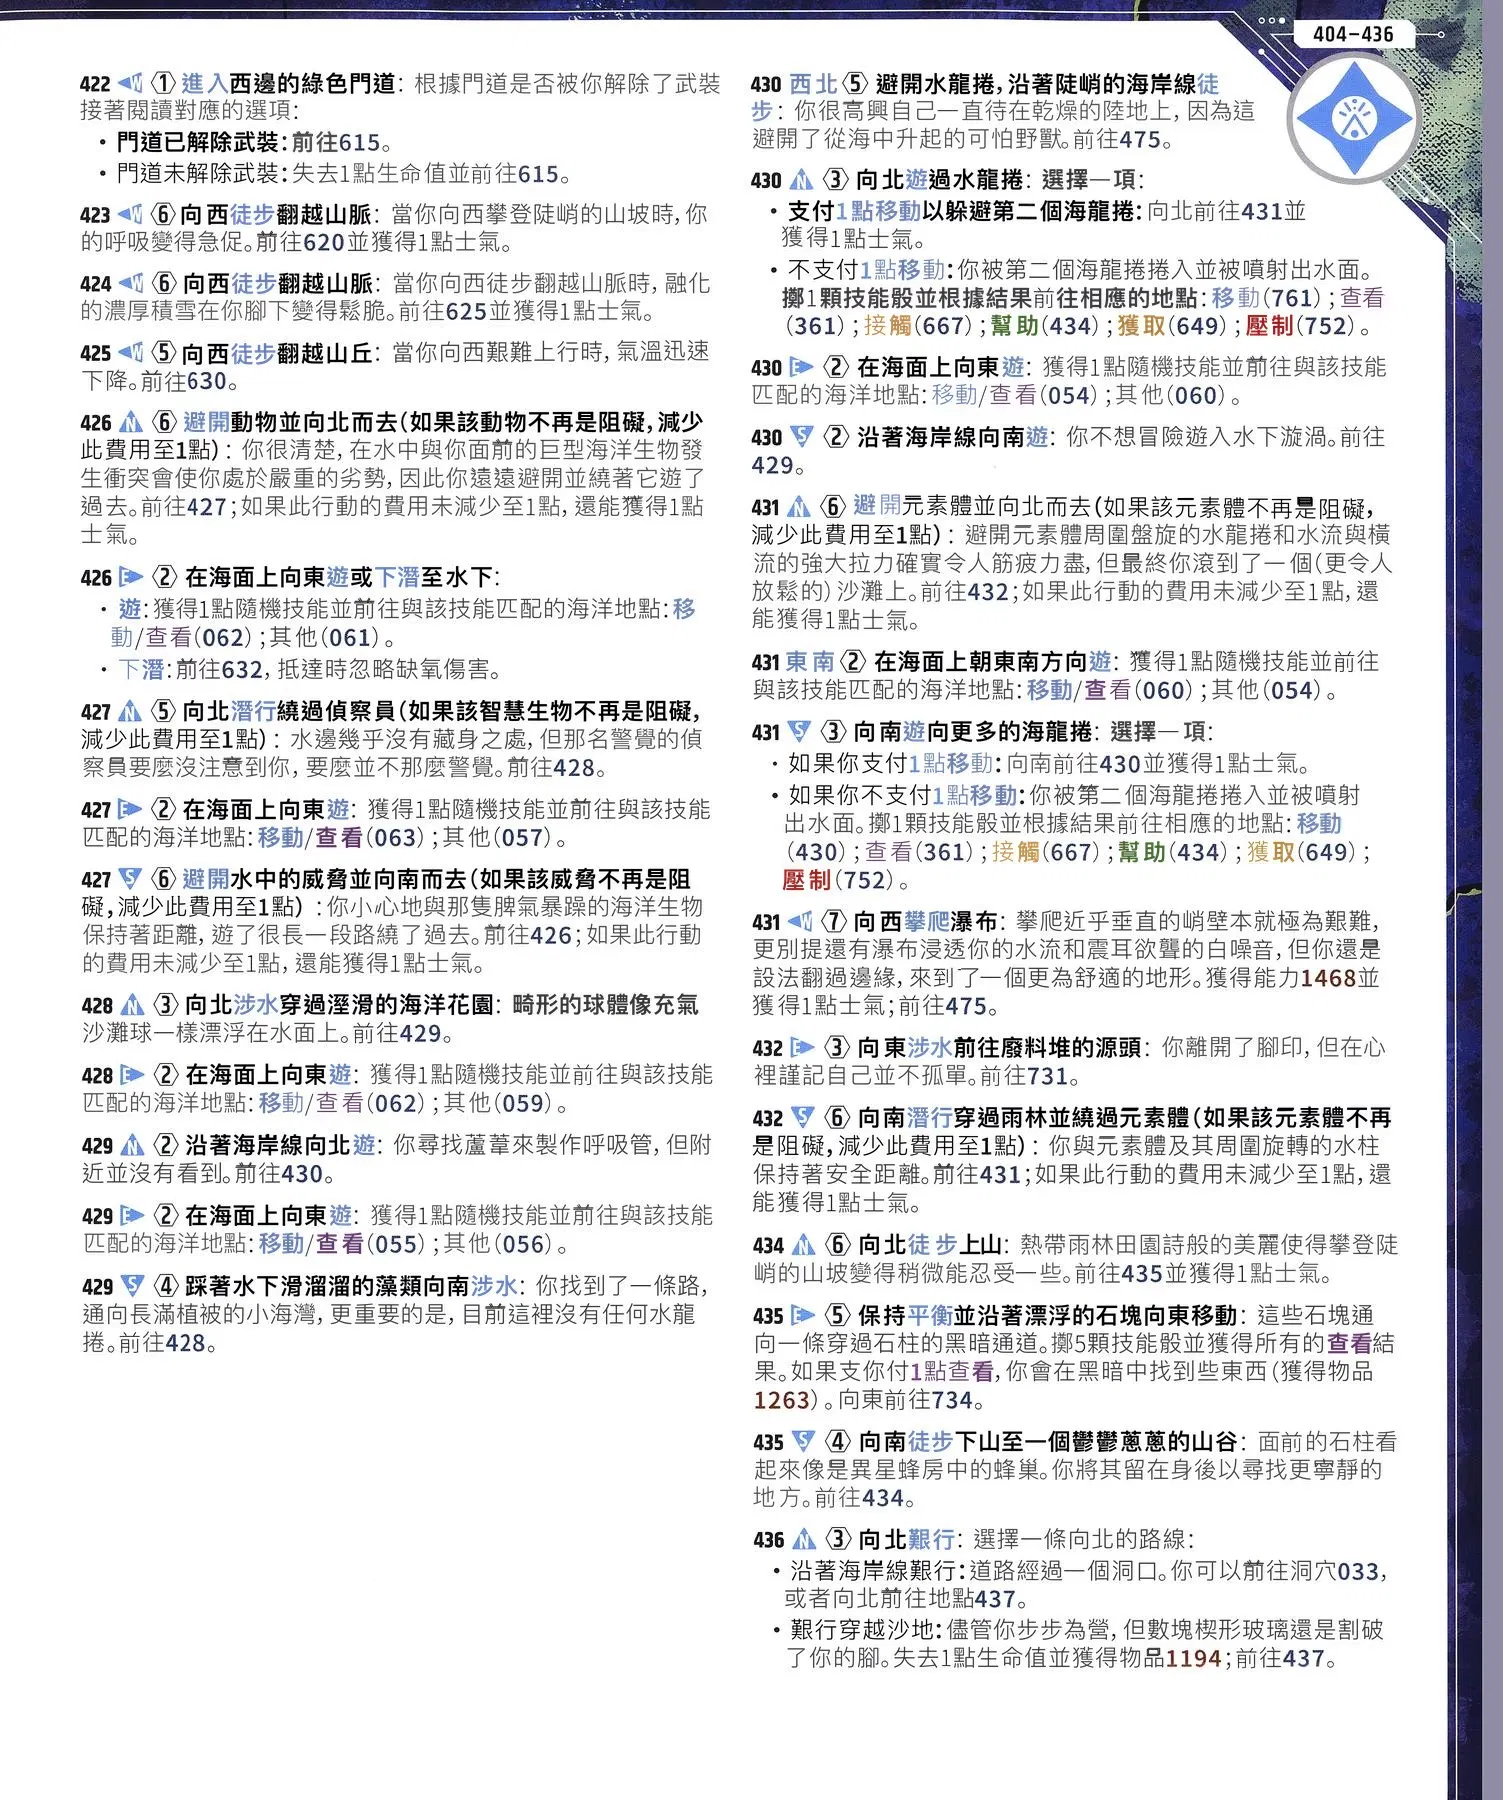 404–436
422 W 1 進入西邊的綠色門道: 根據門道是否被你解除了武裝
接著閱讀對應的選項:
• 門道已解除武裝:前往615。
• 門道未解除武裝:失去1點生命值並前往615。
423 W 6 向西徒步翻越山脈: 當你向西攀登陡峭的山坡時,你
的呼吸變得急促。前往620並獲得1點士氣。
424 W 6 向西徒步翻越山脈: 當你向西徒步翻越山脈時,融化
的濃厚積雪在你腳下變得鬆脆。前往625並獲得1點士氣。
425 W 5 向西徒步翻越山丘: 當你向西艱難上行時,氣溫迅速
下降。前往630。
426 N 6 避開動物並向北而去(如果該動物不再是阻礙,減少
此費用至1點): 你很清楚,在水中與你面前的巨型海洋生物發
生衝突會使你處於嚴重的劣勢,因此你遠遠避開並繞著它遊了
過去。前往427;如果此行動的費用未減少至1點,還能獲得1點
士氣。
426 E 2 在海面上向東遊或下潛至水下:
• 遊:獲得1點隨機技能並前往與該技能匹配的海洋地點:移
動/查看(062);其他(061)。
• 下潛:前往632,抵達時忽略缺氧傷害。
427 N 5 向北潛行繞過偵察員(如果該智慧生物不再是阻礙,
減少此費用至1點): 水邊幾乎沒有藏身之處,但那名警覺的偵
察員要麼沒注意到你,要麼並不那麼警覺。前往428。
427 E 2 在海面上向東遊: 獲得1點隨機技能並前往與該技能
匹配的海洋地點:移動/查看(063);其他(057)。
427 S 6 避開水中的威脅並向南而去(如果該威脅不再是阻
礙,減少此費用至1點):你小心地與那隻脾氣暴躁的海洋生物
保持著距離,遊了很長一段路繞了過去。前往426;如果此行動
的費用未減少至1點,還能獲得1點士氣。
428 N 3 向北涉水穿過溼滑的海洋花園: 畸形的球體像充氣
沙灘球一樣漂浮在水面上。前往429。
428 E 2 在海面上向東遊: 獲得1點隨機技能並前往與該技能
匹配的海洋地點:移動/查看(062);其他(059)。
429 N 2 沿著海岸線向北遊: 你尋找蘆葦來製作呼吸管,但附
近並沒有看到。前往430。
429 E 2 在海面上向東遊: 獲得1點隨機技能並前往與該技能
匹配的海洋地點:移動/查看(055);其他(056)。
429 S 4 踩著水下滑溜溜的藻類向南涉水: 你找到了一條路,
通向長滿植被的小海灣,更重要的是,目前這裡沒有任何水龍
捲。前往428。
430 西北 5 避開水龍捲,沿著陡峭的海岸線徒
步: 你很高興自己一直待在乾燥的陸地上,因為這
避開了從海中升起的可怕野獸。前往475。
430 N 3 向北遊過水龍捲: 選擇一項:
• 支付1點移動以躲避第二個海龍捲:向北前往431並
獲得1點士氣。
• 不支付1點移動:你被第二個海龍捲捲入並被噴射出水面。
擲1顆技能骰並根據結果前往相應的地點:移動(761);查看
(361);接觸(667);幫助(434);獲取(649);壓制(752)。
430 E 2 在海面上向東遊: 獲得1點隨機技能並前往與該技能
匹配的海洋地點:移動/查看(054);其他(060)。
430 S 2 沿著海岸線向南遊: 你不想冒險遊入水下漩渦。前往
429。
431 N 6 避開元素體並向北而去(如果該元素體不再是阻礙,
減少此費用至1點): 避開元素體周圍盤旋的水龍捲和水流與橫
流的強大拉力確實令人筋疲力盡,但最終你滾到了一個(更令人
放鬆的)沙灘上。前往432;如果此行動的費用未減少至1點,還
能獲得1點士氣。
431 東南 2 在海面上朝東南方向遊: 獲得1點隨機技能並前往
與該技能匹配的海洋地點:移動/查看(060);其他(054)。
431 S 3 向南遊向更多的海龍捲: 選擇一項:
• 如果你支付1點移動:向南前往430並獲得1點士氣。
• 如果你不支付1點移動:你被第二個海龍捲捲入並被噴射
出水面。擲1顆技能骰並根據結果前往相應的地點:移動
(430);查看(361);接觸(667);幫助(434);獲取(649);
壓制(752)。
431 W 7 向西攀爬瀑布: 攀爬近乎垂直的峭壁本就極為艱難,
更別提還有瀑布浸透你的水流和震耳欲聾的白噪音,但你還是
設法翻過邊緣,來到了一個更為舒適的地形。獲得能力1468並
獲得1點士氣;前往475。
432 E 3 向東涉水前往廢料堆的源頭: 你離開了腳印,但在心
裡謹記自己並不孤單。前往731。
432 S 6 向南潛行穿過雨林並繞過元素體(如果該元素體不再
是阻礙,減少此費用至1點): 你與元素體及其周圍旋轉的水柱
保持著安全距離。前往431;如果此行動的費用未減少至1點,還
能獲得1點士氣。
434 N 6 向北徒步上山: 熱帶雨林田園詩般的美麗使得攀登陡
峭的山坡變得稍微能忍受一些。前往435並獲得1點士氣。
435 E 5 保持平衡並沿著漂浮的石塊向東移動: 這些石塊通
向一條穿過石柱的黑暗通道。擲5顆技能骰並獲得所有的查看結
果。如果支你付1點查看,你會在黑暗中找到些東西(獲得物品
1263)。向東前往734。
435 S 4 向南徒步下山至一個鬱鬱蔥蔥的山谷: 面前的石柱看
起來像是異星蜂房中的蜂巢。你將其留在身後以尋找更寧靜的
地方。前往434。
436 N 3 向北艱行: 選擇一條向北的路線:
• 沿著海岸線艱行:道路經過一個洞口。你可以前往洞穴033,
或者向北前往地點437。
• 艱行穿越沙地:儘管你步步為營,但數塊楔形玻璃還是割破
了你的腳。失去1點生命值並獲得物品1194;前往437。